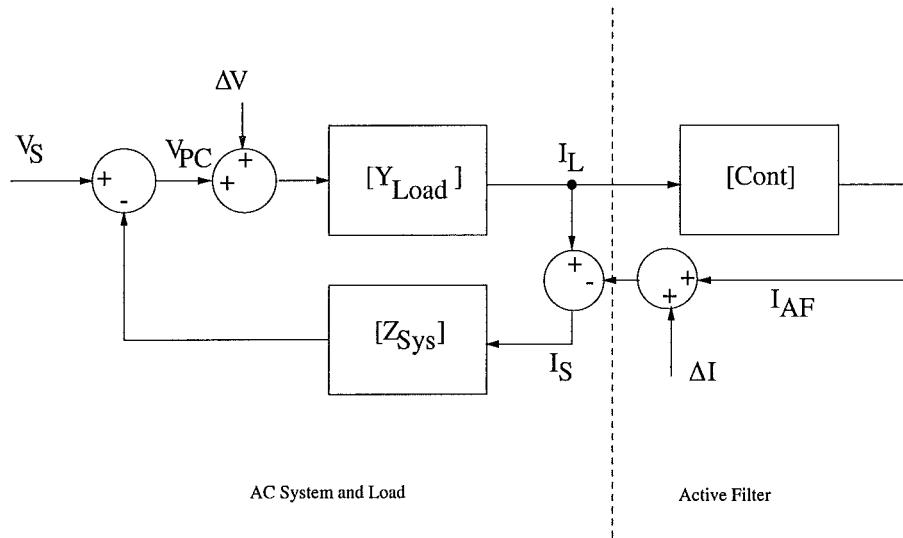 ΔV
V_S
+
-
V_PC
+
+
[Y_Load]
I_L
[Cont]
+
-
+
+
I_AF
[Z_Sys]
I_S
ΔI
AC System and Load
Active Filter